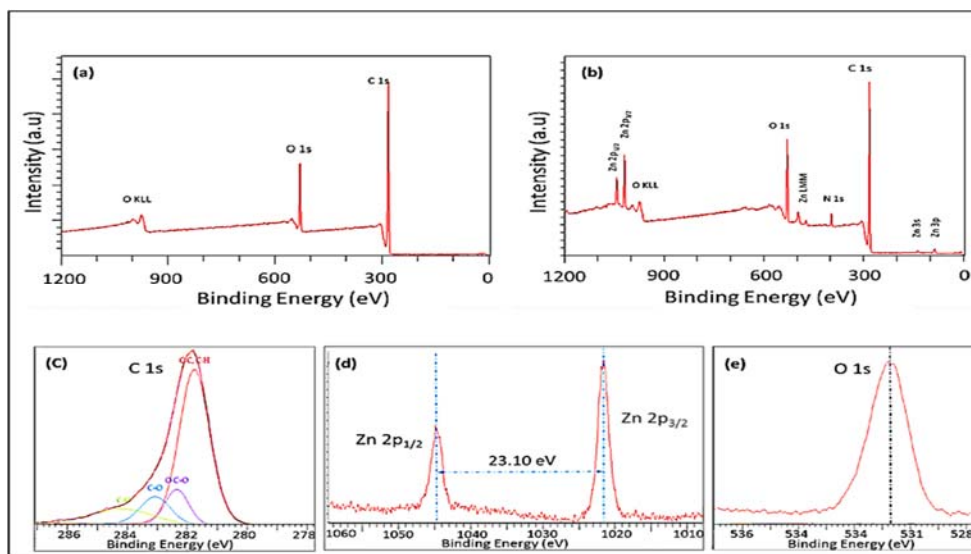 (a)
C 1s
O 1s
O KLL
Intensity (a.u)
1200 900 600 300 0
Binding Energy (eV)
(b)
C 1s
O 1s
Zn 2p1/2
Zn 2p3/2
O KLL
Zn LMM
N 1s
Zn 3s
Zn 3p
Intensity (a.u)
1200 900 600 300 0
Binding Energy (eV)
(C)
C 1s
C-O
286 284 282 280 278
Binding Energy (eV)
(d)
Zn 2p1/2
Zn 2p3/2
23.10 eV
1060 1050 1040 1030 1020 1010
Binding Energy (eV)
(e)
O 1s
536 534 534 531 528
Binding Energy (eV)